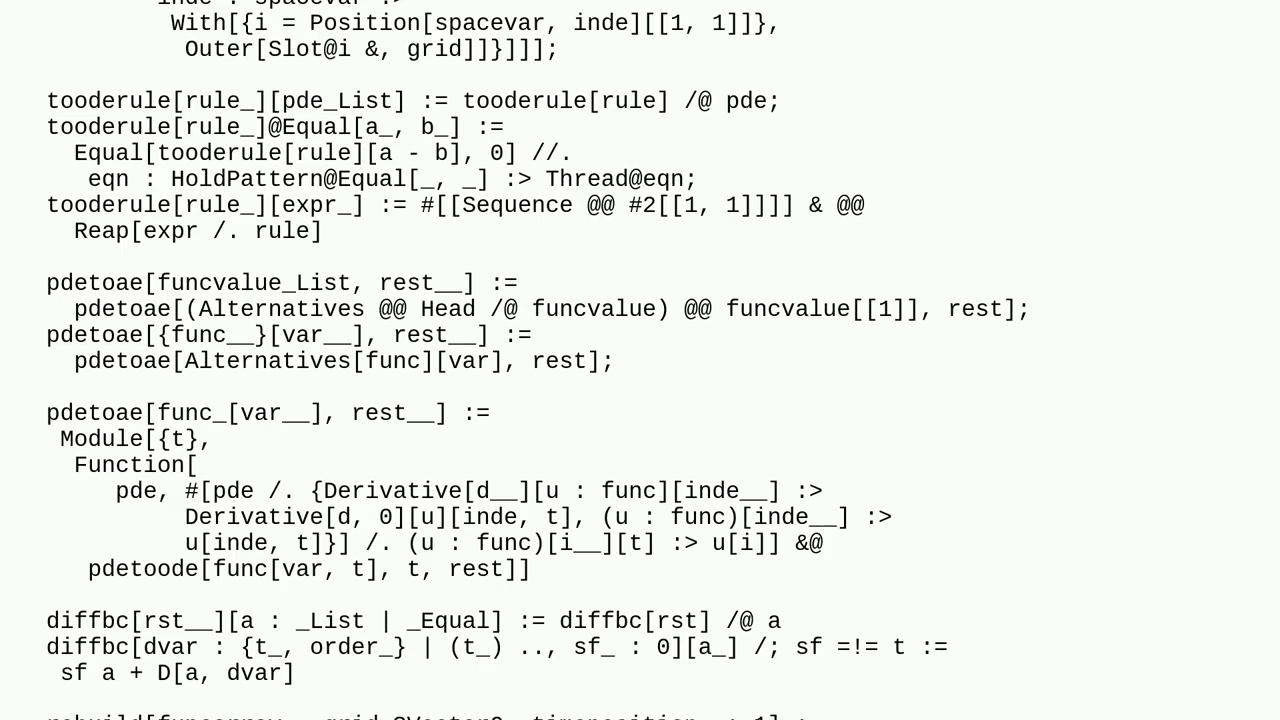 With[{i = Position[spacevar, inde][[1, 1]]},
Outer[Slot@i &, grid]]}]]];
tooderule[rule_][pde_List] := tooderule[rule] /@ pde;
tooderule[rule_]@Equal[a_, b_] :=
Equal[tooderule[rule][a - b], 0] //.
eqn : HoldPattern@Equal[_, _] :> Thread@eqn;
tooderule[rule_][expr_] := #[[Sequence @@ #2[[1, 1]]]] & @@
Reap[expr /. rule]
pdetoae[funcvalue_List, rest__] :=
pdetoae[(Alternatives @@ Head /@ funcvalue) @@ funcvalue[[1]], rest];
pdetoae[{func__}[var__], rest__] :=
pdetoae[Alternatives[func][var], rest];
pdetoae[func_[var__], rest__] :=
Module[{t},
Function[
pde, #[pde /. {Derivative[d__][u : func][inde__] :>
Derivative[d, 0][u][inde, t], (u : func)[inde__] :>
u[inde, t]}] /. (u : func)[i__][t] :> u[i]] &@
pdetoode[func[var, t], t, rest]]
diffbc[rst__][a : _List | _Equal] := diffbc[rst] /@ a
diffbc[dvar : {t_, order_} | (t_) .., sf_ : 0][a_] /; sf =!= t :=
sf a + D[a, dvar]